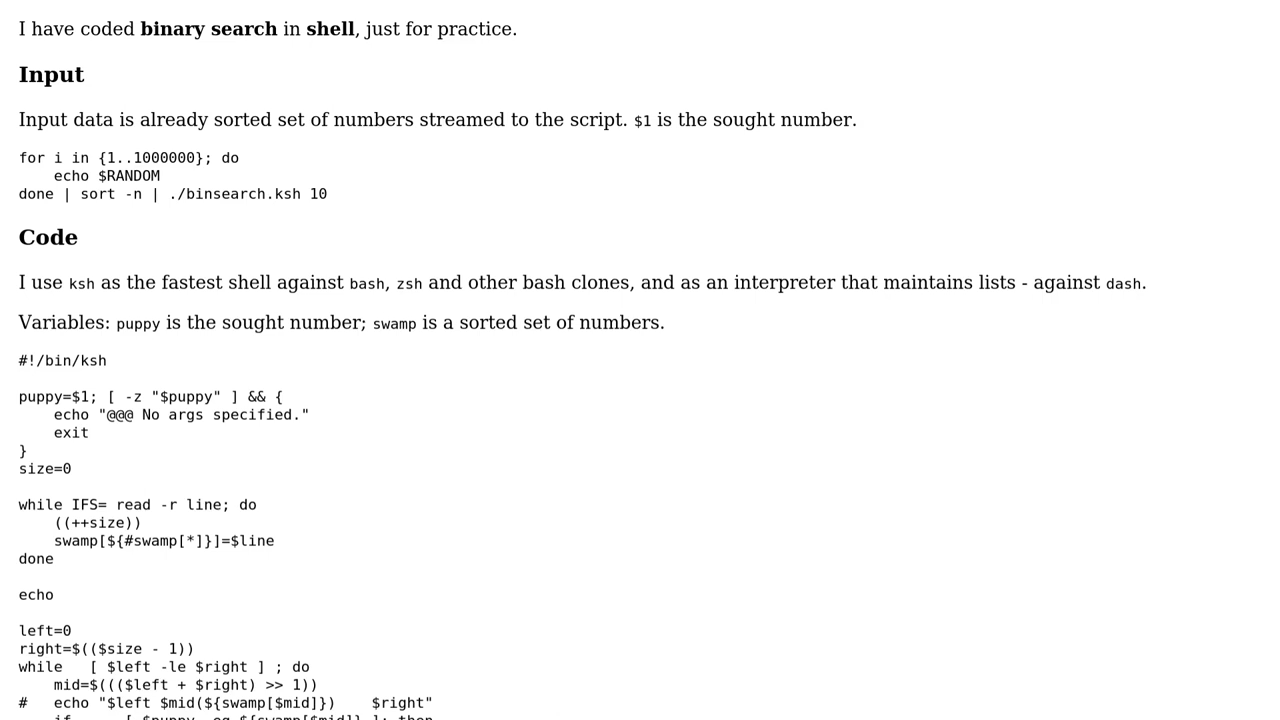 I have coded binary search in shell, just for practice.
Input
Input data is already sorted set of numbers streamed to the script. $1 is the sought number.
for i in {1..1000000}; do
    echo $RANDOM
done | sort -n | ./binsearch.ksh 10
Code
I use ksh as the fastest shell against bash, zsh and other bash clones, and as an interpreter that maintains lists - against dash.
Variables: puppy is the sought number; swamp is a sorted set of numbers.
#!/bin/ksh
puppy=$1; [ -z "$puppy" ] && {
    echo "@@@ No args specified."
    exit
}
size=0
while IFS= read -r line; do
    ((++size))
    swamp[${#swamp[*]}]=$line
done
echo
left=0
right=$(($size - 1))
while   [ $left -le $right ] ; do
    mid=$((($left + $right) >> 1))
#   echo "$left $mid(${swamp[$mid]})    $right"
    if      [ $puppy -eq ${swamp[$mid]} ]; then